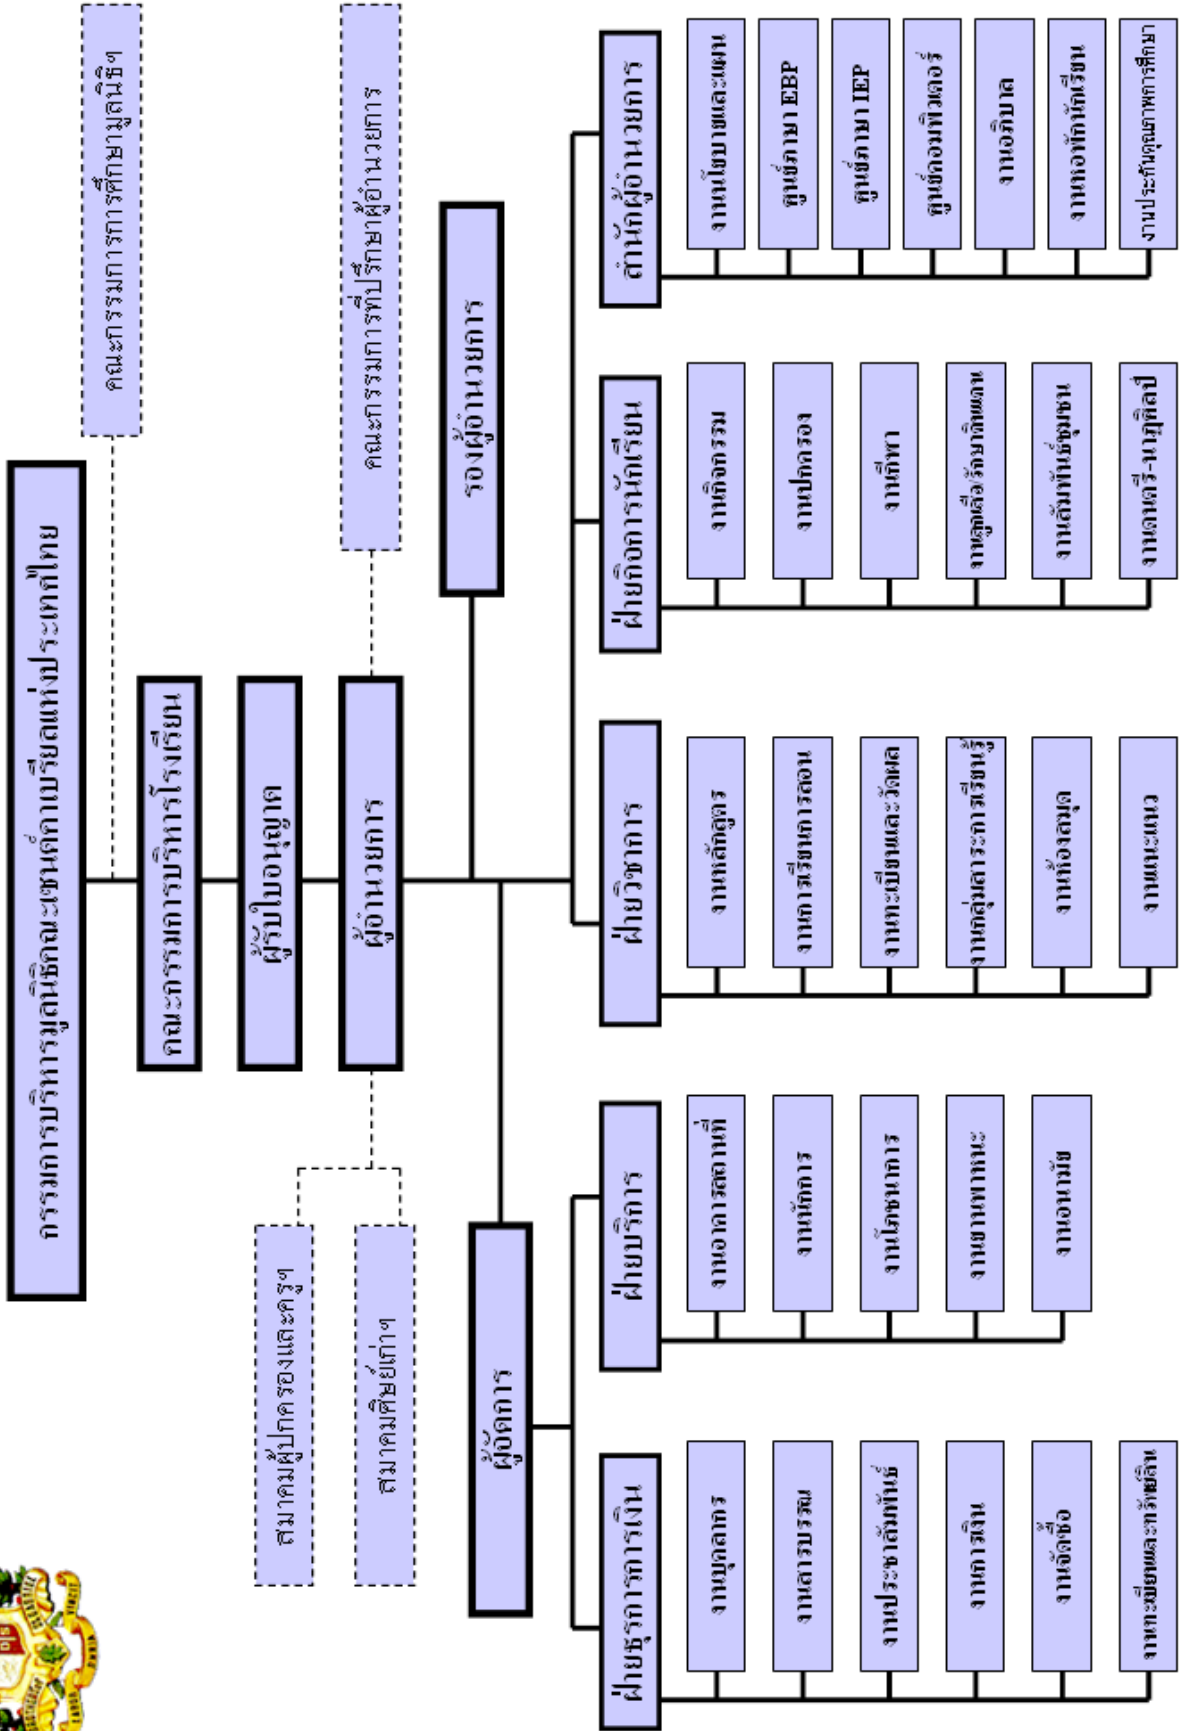 กรรมการบริหารมูลนิธิคณะเซนต์คาเบรียลแห่งประเทศไทย
คณะกรรมการการศึกษามูลนิธิฯ
คณะกรรมการบริหารโรงเรียน
ผู้รับใบอนุญาต
สมาคมผู้ปกครองและครูฯ
ผู้อำนวยการ
คณะกรรมการที่ปรึกษาผู้อำนวยการ
สมาคมศิษย์เก่าฯ
รองผู้อำนวยการ
ผู้จัดการ
ฝ่ายธุรการการเงิน
งานบุคลากร
งานสารบรรณ
งานประชาสัมพันธ์
งานการเงิน
งานจัดซื้อ
งานทะเบียนและทรัพย์สิน
ฝ่ายบริการ
งานอาคารสถานที่
งานนักการ
งานโภชนาการ
งานยานพาหนะ
งานอนามัย
ฝ่ายวิชาการ
งานหลักสูตร
งานการเรียนการสอน
งานทะเบียนและวัดผล
งานกลุ่มสาระการเรียนรู้
งานห้องสมุด
งานแนะแนว
ฝ่ายกิจการนักเรียน
งานกิจกรรม
งานปกครอง
งานกีฬา
งานลูกเสือ/รักษาดินแดน
งานสัมพันธ์ชุมชน
งานดนตรี-นาฏศิลป์
สำนักผู้อำนวยการ
งานนโยบายและแผน
ศูนย์ภาษา EBP
ศูนย์ภาษา IEP
ศูนย์คอมพิวเตอร์
งานอภิบาล
งานหอพักนักเรียน
งานประกันคุณภาพการศึกษา